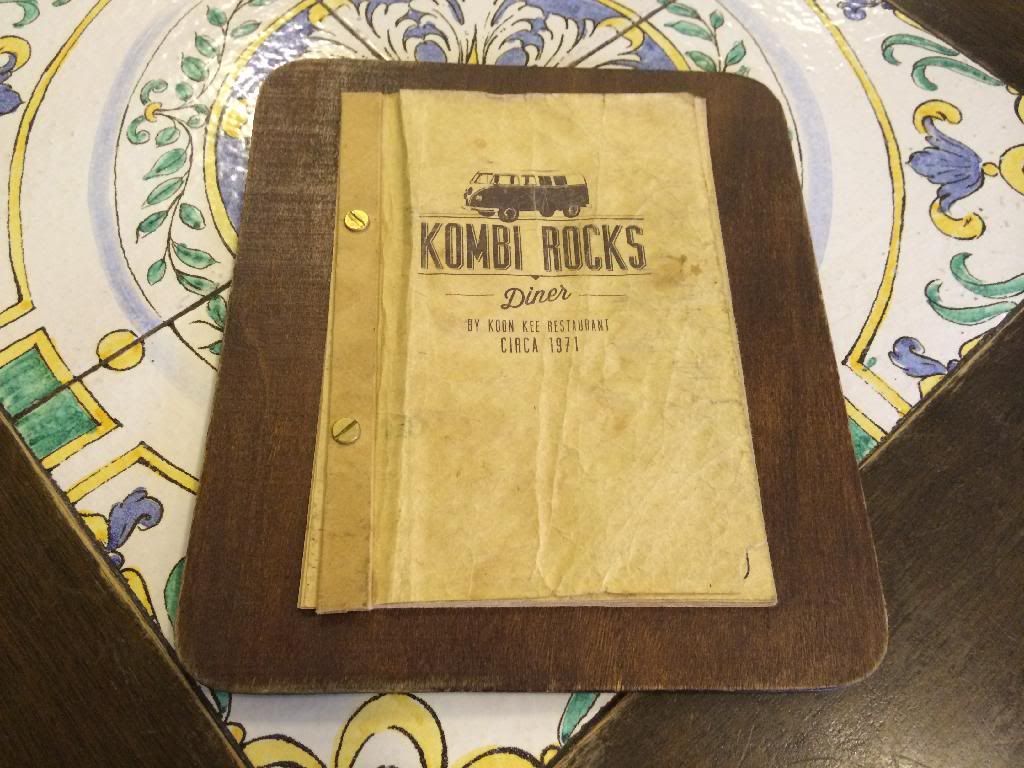 KOMBI ROCKS
Diner
BY KOON KEE RESTAURANT
CIRCA 1971